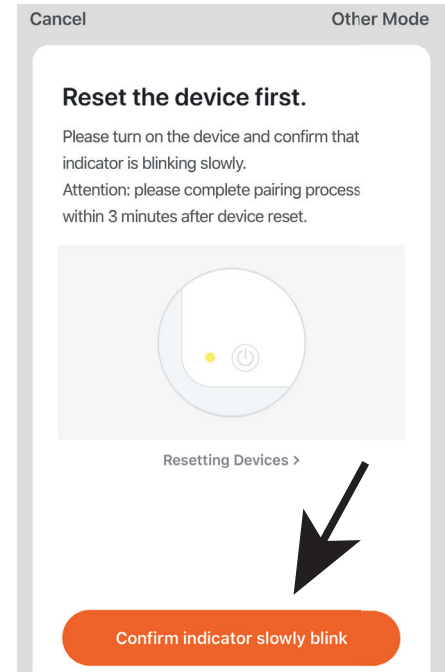 Cancel
Other Mode
Reset the device first.
Please turn on the device and confirm that
indicator is blinking slowly.
Attention: please complete pairing process
within 3 minutes after device reset.
Resetting Devices >
Confirm indicator slowly blink